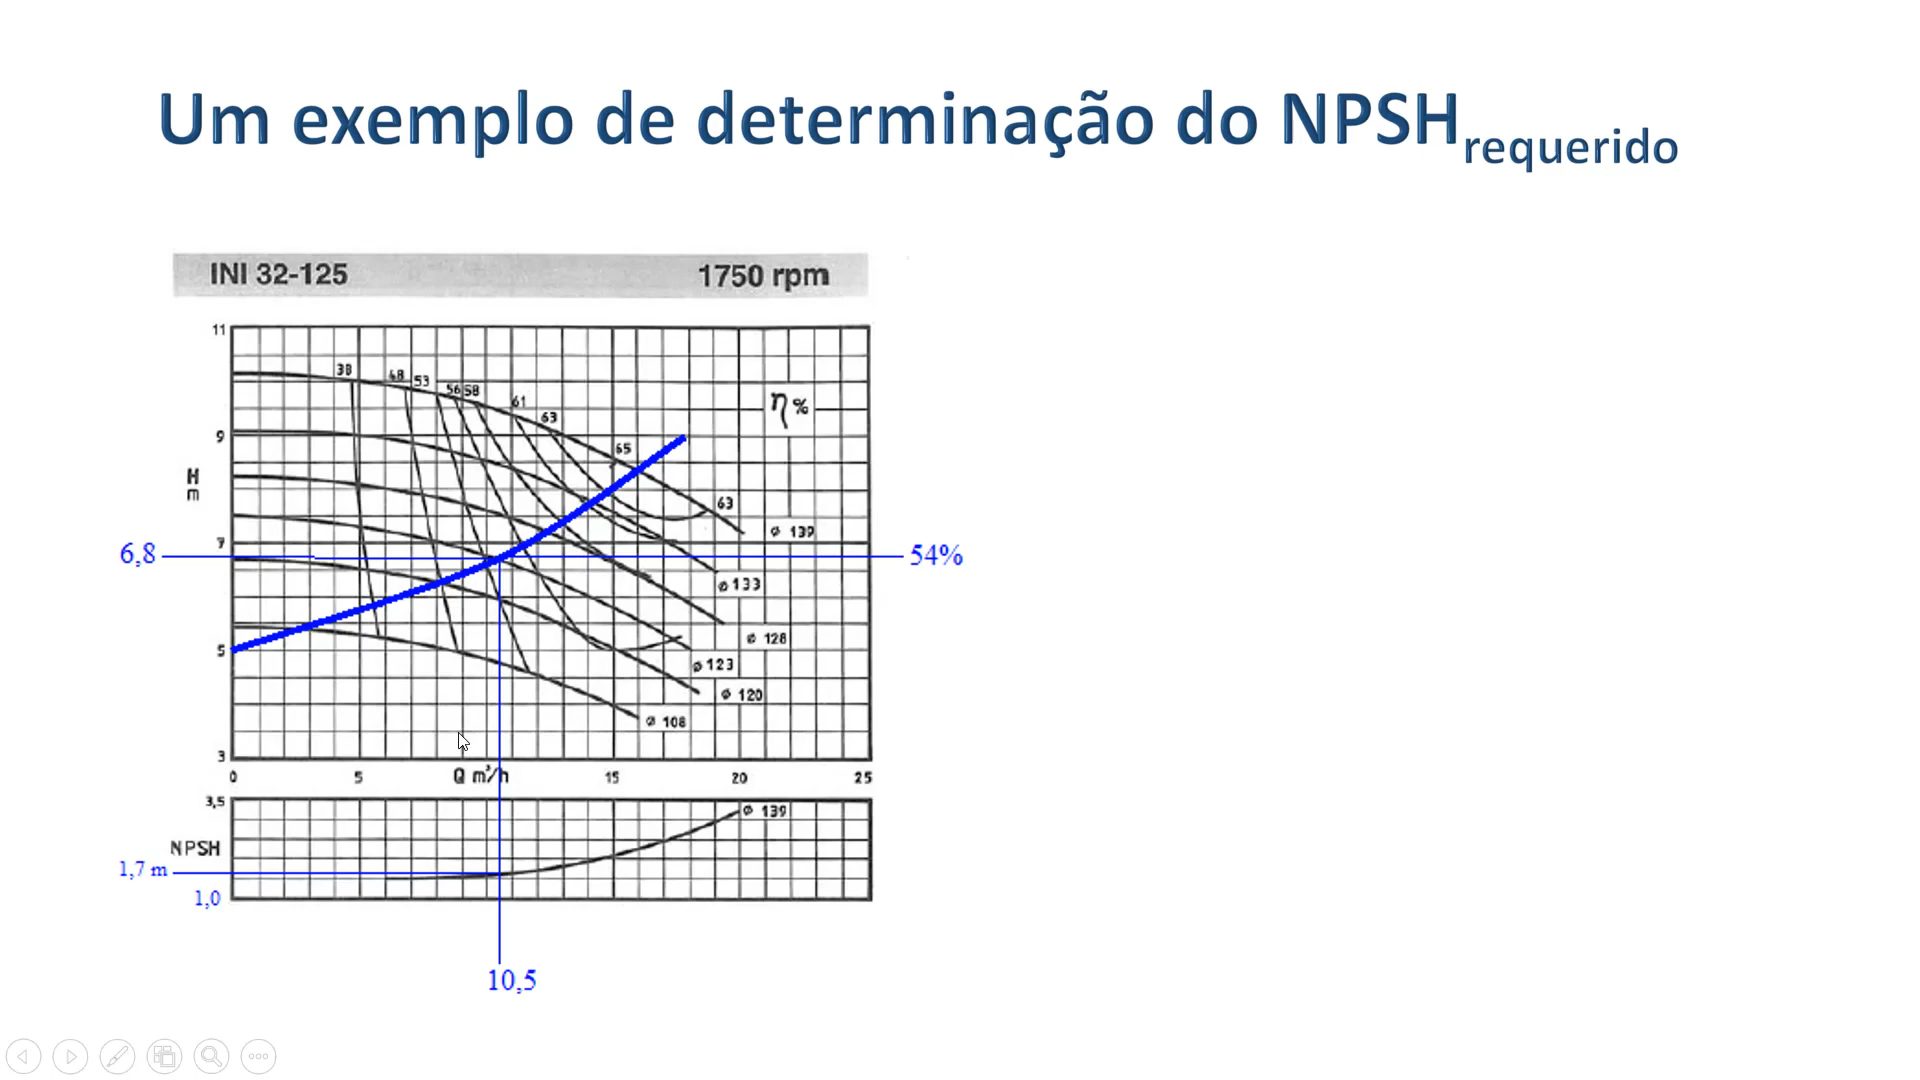 Um exemplo de determinação do NPSHrequerido
INI 32-125 1750 rpm
11
38 48 53 56 58 61 63 65 63
η %
9
H
m
6,8 7 54%
5
3
ø 139
ø 133
ø 128
ø 123
ø 120
ø 108
0 5 Q m³/h 15 20 25
3,5
ø 139
NPSH
1,7 m
1,0
10,5